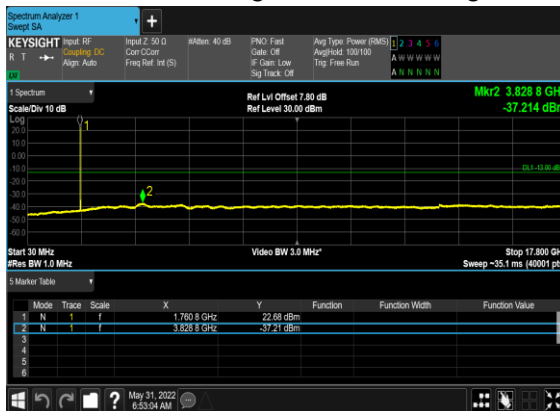 Spectrum Analyzer 1
Swept SA
KEYSIGHT Input: RF Input Z: 50 Ω #Atten: 40 dB PNO: Fast Avg Type: Power (RMS) 1 2 3 4 5 6
R T Coupling: DC Corr CCorr Gate: Off Avg|Hold: 100/100 A W W W W W
Align: Auto Freq Ref: Int (S) IF Gain: Low Trig: Free Run
Sig Track: Off A N N N N N
1 Spectrum Ref Lvl Offset 7.80 dB Mkr2 3.828 8 GH
Scale/Div 10 dB Ref Level 30.00 dBm -37.214 dBr
Log
20.0 1
10.0
0.00
-10.0 DL1 -13.00 dB
-20.0
-30.0 2
-40.0
-50.0
-60.0
Start 30 MHz Video BW 3.0 MHz* Stop 17.800 GH
#Res BW 1.0 MHz Sweep ~35.1 ms (40001 pt
5 Marker Table
Mode Trace Scale X Y Function Function Width Function Value
1 N 1 f 1.760 8 GHz 22.68 dBm
2 N 1 f 3.828 8 GHz -37.21 dBm
3
4
5
6
? May 31, 2022
6:53:04 AM